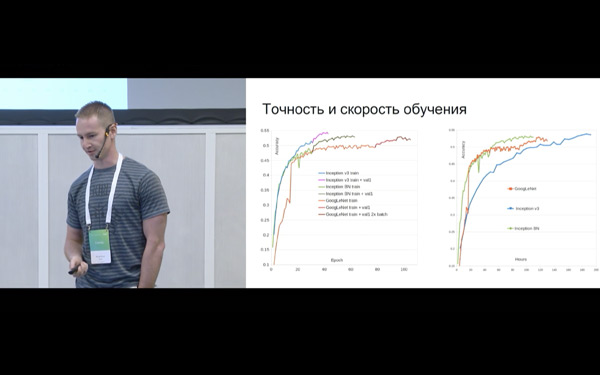 Точность и скорость обучения
Accuracy
0.55
0.5
0.45
0.4
0.35
0.3
0.25
0.2
0.15
0.1
0
20
40
60
80
100
Epoch
Inception v3 train
Inception v3 train + val1
Inception BN train
Inception BN train + val1
GoogLeNet train
GoogLeNet train + val1
GoogLeNet train + val1 2x batch
Accuracy
GoogLeNet
Inception v3
Inception BN
Hours